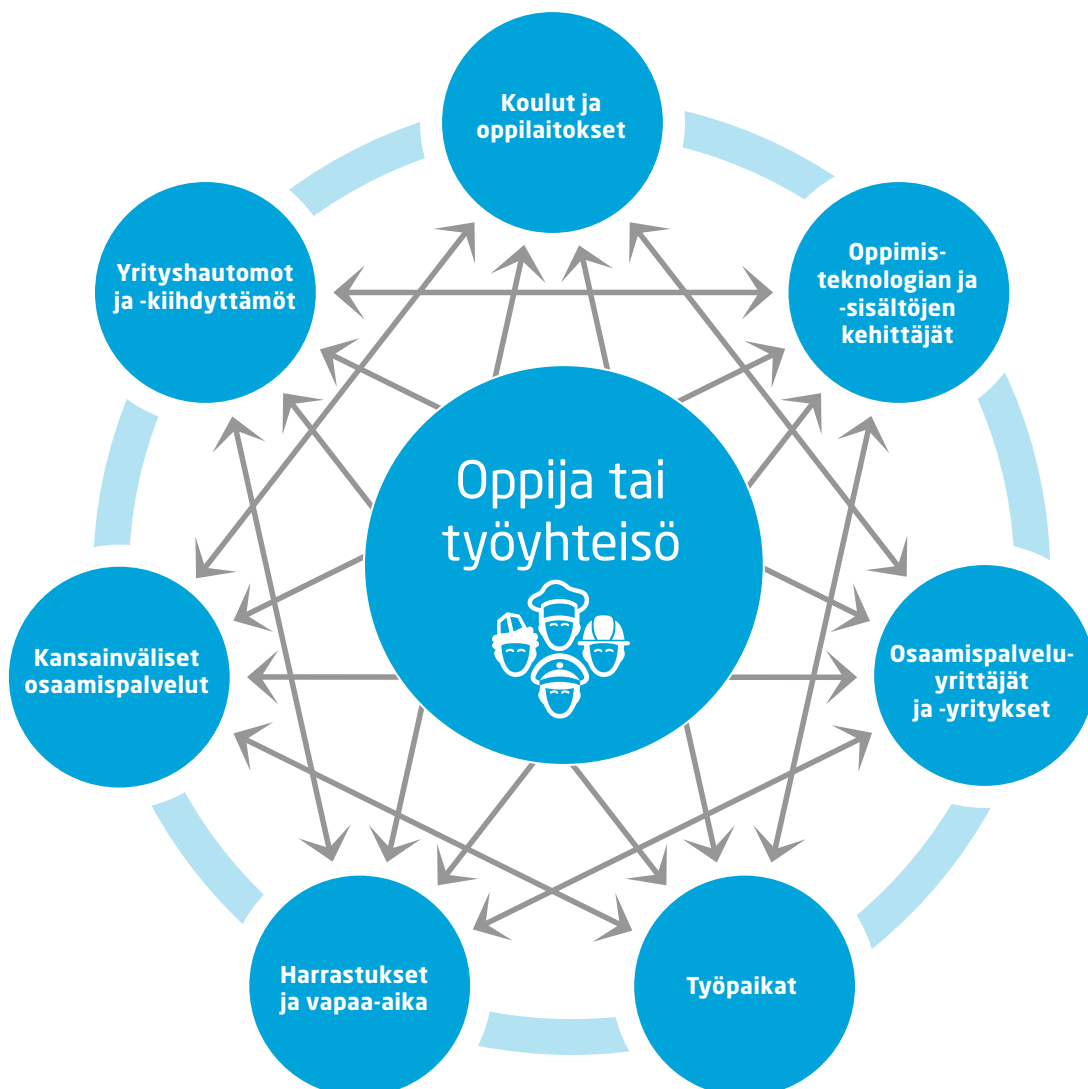 Koulut ja
oppilaitokset
Yrityshautomot
ja -kiihdyttämöt
Oppimis-
teknologian ja
-sisältöjen
kehittäjät
Oppija tai
työyhteisö
Kansainväliset
osaamispalvelut
Osaamispalvelu-
yrittäjät
ja -yritykset
Harrastukset
ja vapaa-aika
Työpaikat